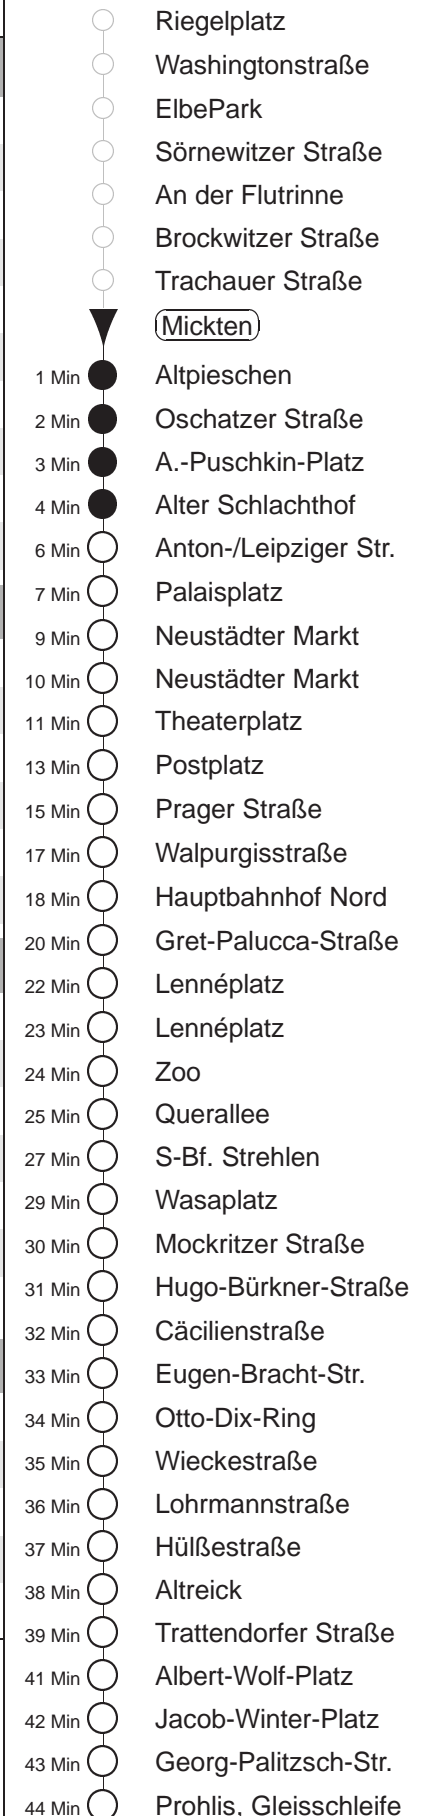 Riegelplatz
Washingtonstraße
ElbePark
Sörnewitzer Straße
An der Flutrinne
Brockwitzer Straße
Trachauer Straße
Mickten
1 Min Altpieschen
2 Min Oschatzer Straße
3 Min A.-Puschkin-Platz
4 Min Alter Schlachthof
6 Min Anton-/Leipziger Str.
7 Min Palaisplatz
9 Min Neustädter Markt
10 Min Neustädter Markt
11 Min Theaterplatz
13 Min Postplatz
15 Min Prager Straße
17 Min Walpurgisstraße
18 Min Hauptbahnhof Nord
20 Min Gret-Palucca-Straße
22 Min Lennéplatz
23 Min Lennéplatz
24 Min Zoo
25 Min Querallee
27 Min S-Bf. Strehlen
29 Min Wasaplatz
30 Min Mockritzer Straße
31 Min Hugo-Bürkner-Straße
32 Min Cäcilienstraße
33 Min Eugen-Bracht-Str.
34 Min Otto-Dix-Ring
35 Min Wieckestraße
36 Min Lohrmannstraße
37 Min Hülßestraße
38 Min Altreick
39 Min Trattendorfer Straße
41 Min Albert-Wolf-Platz
42 Min Jacob-Winter-Platz
43 Min Georg-Palitzsch-Str.
44 Min Prohlis, Gleisschleife